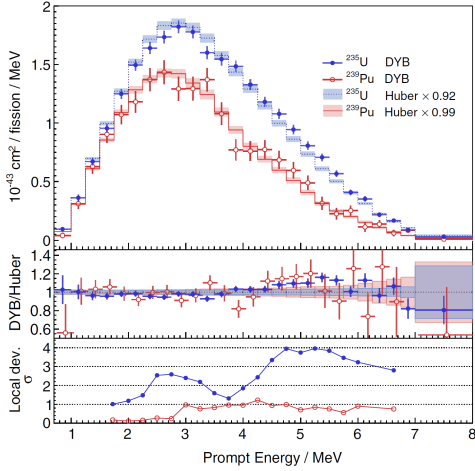 10⁻⁴³ cm² / fission / MeV
2
1.5
1
0.5
0
²³⁵U DYB
²³⁹Pu DYB
²³⁵U Huber × 0.92
²³⁹Pu Huber × 0.99
DYB/Huber
1.4
1.2
1.0
0.8
0.6
Local dev.
σ
4
3
2
1
0
1 2 3 4 5 6 7 8
Prompt Energy / MeV